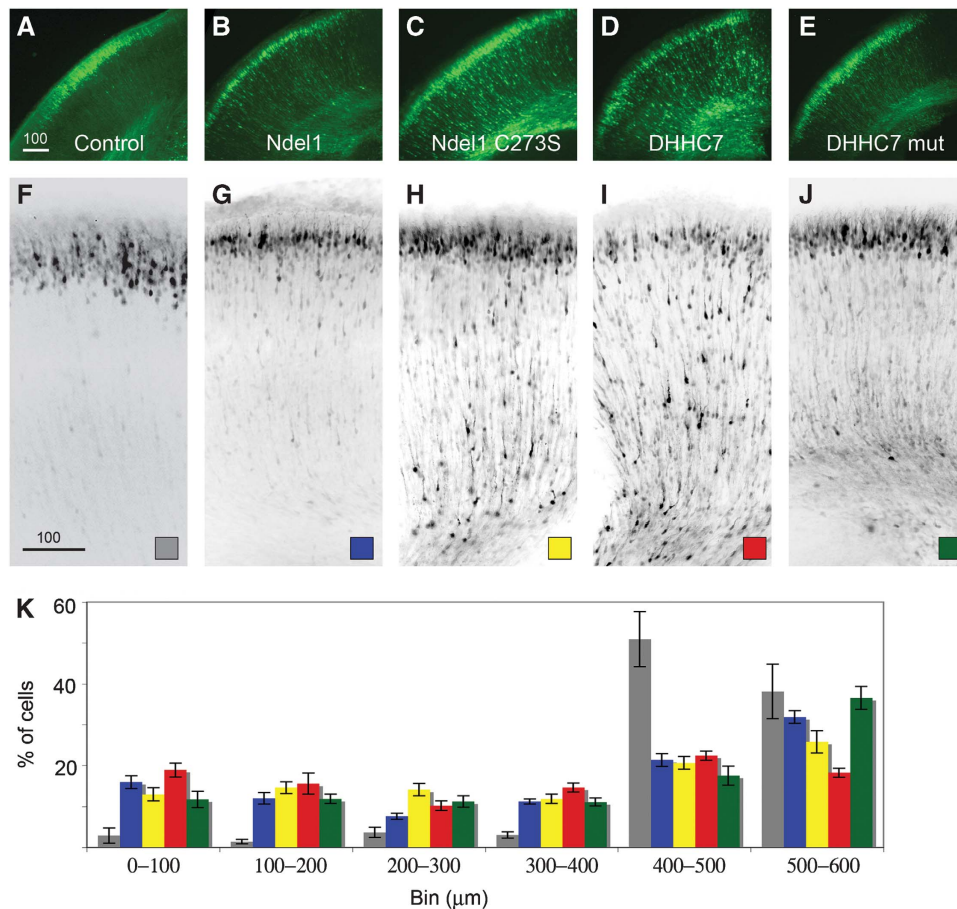 A
B
C
D
E
100
Control
Ndel1
Ndel1 C273S
DHHC7
DHHC7 mut
F
G
H
I
J
100
K
60
40
20
% of cells
0–100
100–200
200–300
300–400
400–500
500–600
Bin (μm)